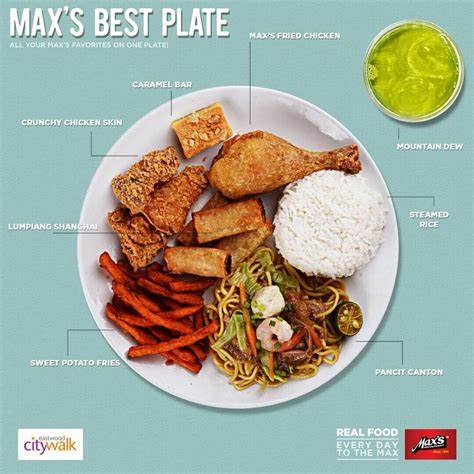 MAX'S BEST PLATE
ALL YOUR MAX'S FAVORITES ON ONE PLATE!
MAX'S FRIED CHICKEN
CARAMEL BAR
CRUNCHY CHICKEN SKIN
MOUNTAIN DEW
LUMPIANG SHANGHAI
STEAMED
RICE
SWEET POTATO FRIES
PANCIT CANTON
eastwood
citywalk
REAL FOOD
EVERY DAY
TO THE MAX
Max's